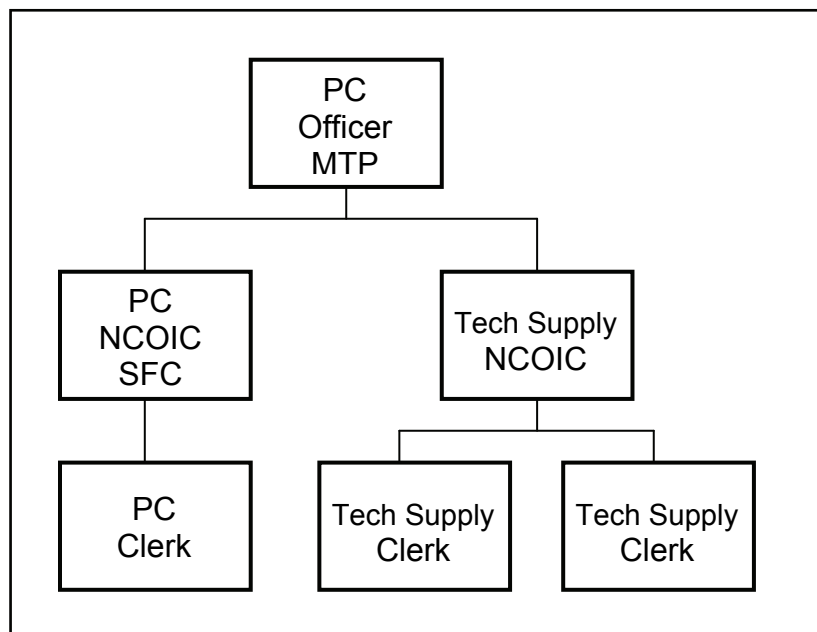 PC
Officer
MTP
PC
NCOIC
SFC
Tech Supply
NCOIC
PC
Clerk
Tech Supply
Clerk
Tech Supply
Clerk